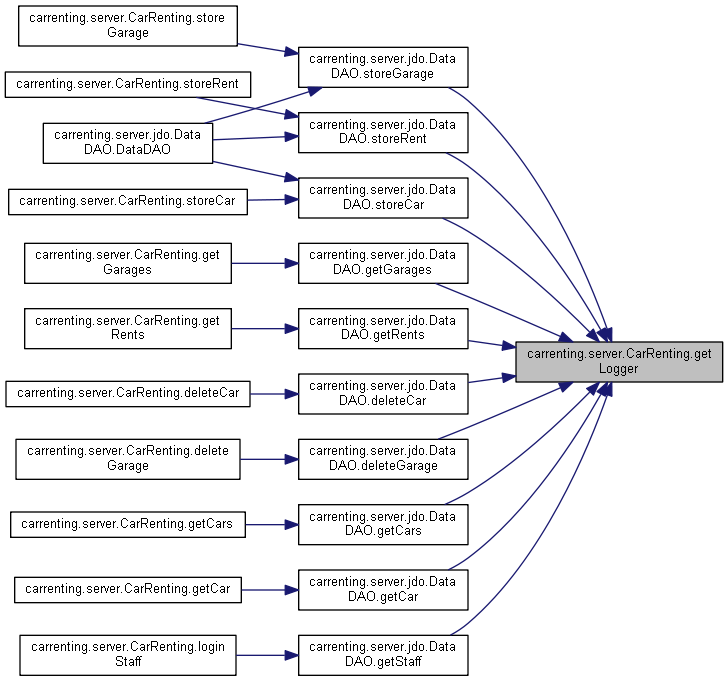 carrenting.server.CarRenting.store
Garage
carrenting.server.jdo.Data
DAO.storeGarage
carrenting.server.CarRenting.storeRent
carrenting.server.jdo.Data
DAO.storeRent
carrenting.server.jdo.Data
DAO.DataDAO
carrenting.server.jdo.Data
DAO.storeCar
carrenting.server.CarRenting.storeCar
carrenting.server.CarRenting.get
Garages
carrenting.server.jdo.Data
DAO.getGarages
carrenting.server.CarRenting.get
Rents
carrenting.server.jdo.Data
DAO.getRents
carrenting.server.CarRenting.get
Logger
carrenting.server.CarRenting.deleteCar
carrenting.server.jdo.Data
DAO.deleteCar
carrenting.server.CarRenting.delete
Garage
carrenting.server.jdo.Data
DAO.deleteGarage
carrenting.server.CarRenting.getCars
carrenting.server.jdo.Data
DAO.getCars
carrenting.server.CarRenting.getCar
carrenting.server.jdo.Data
DAO.getCar
carrenting.server.CarRenting.login
Staff
carrenting.server.jdo.Data
DAO.getStaff